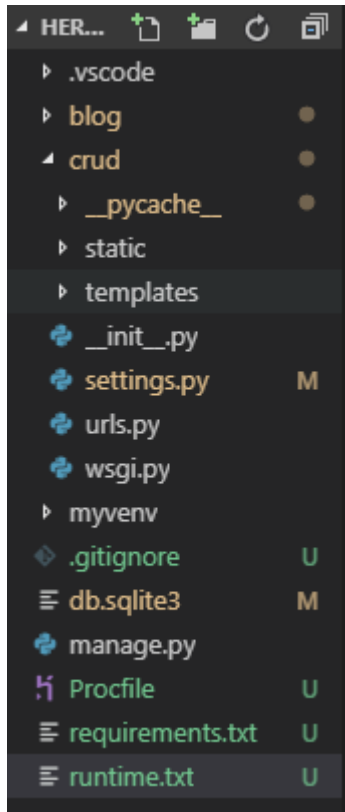 HER...
.vscode
blog
crud
__pycache__
static
templates
__init__.py
settings.py M
urls.py
wsgi.py
myvenv
.gitignore U
db.sqlite3 M
manage.py
Procfile U
requirements.txt U
runtime.txt U